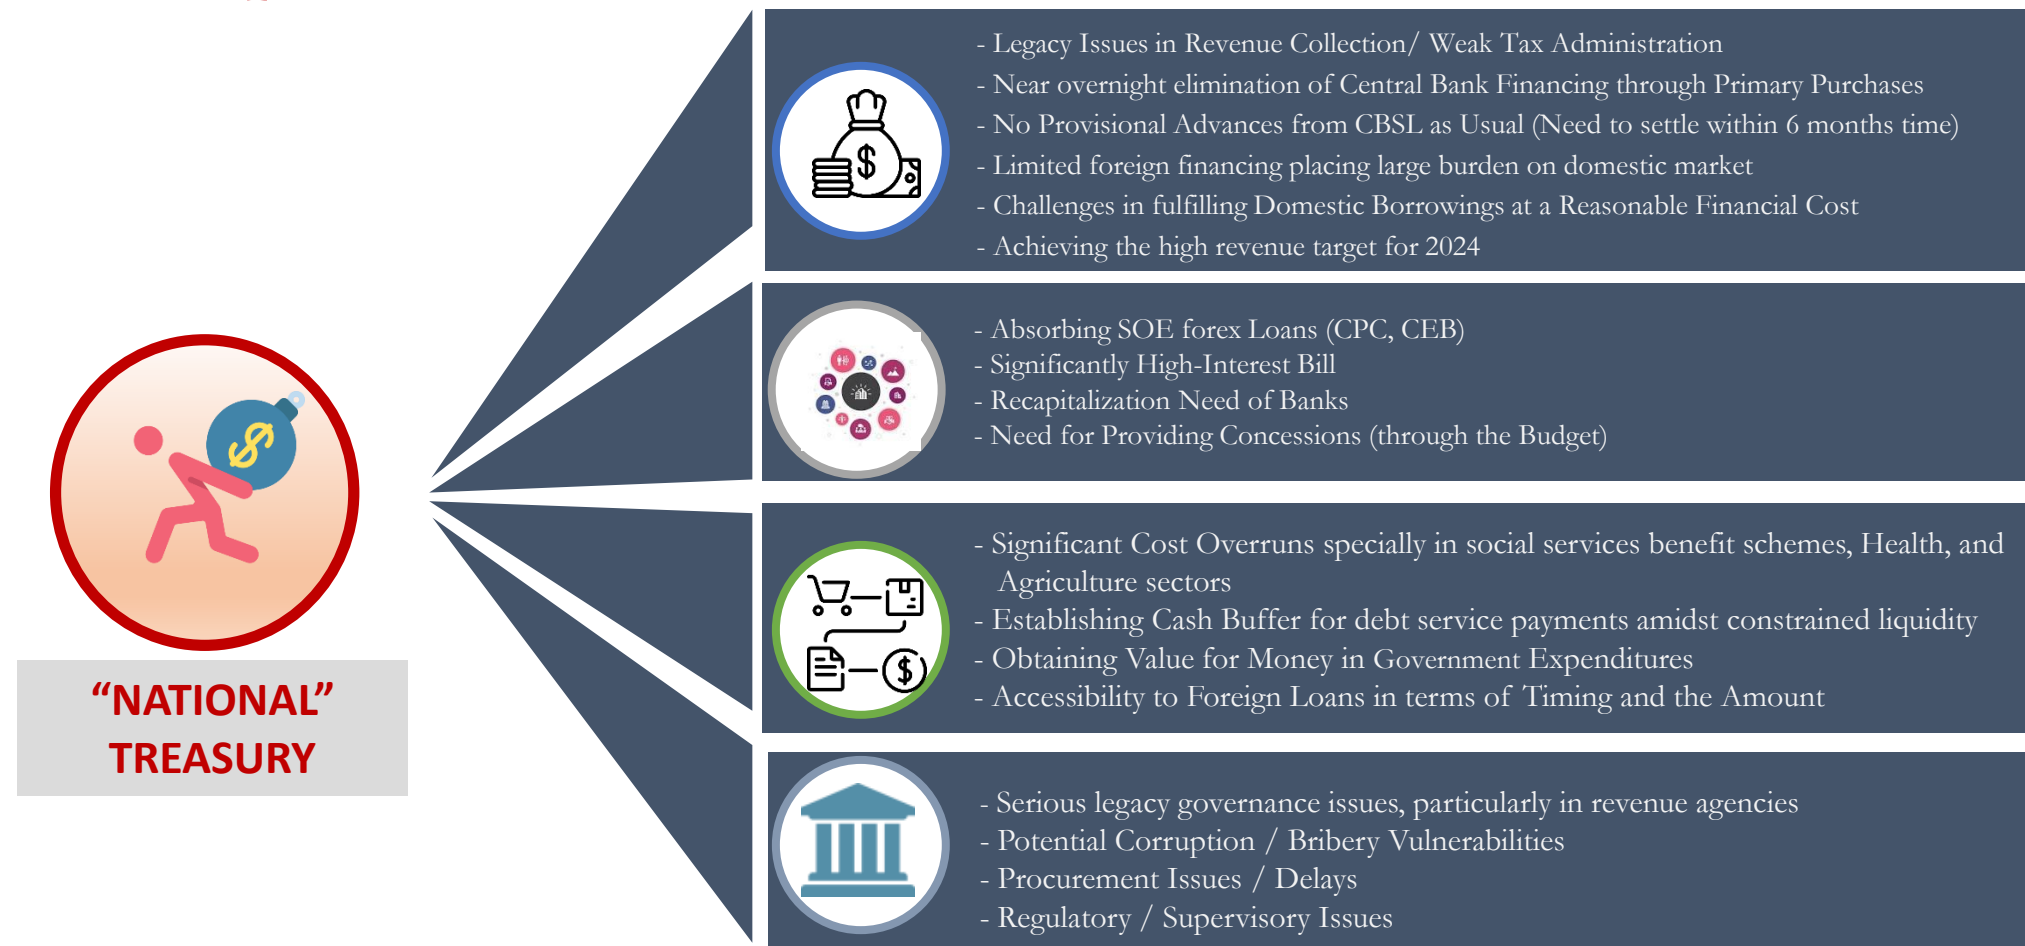 “NATIONAL”
TREASURY
- Legacy Issues in Revenue Collection/ Weak Tax Administration
- Near overnight elimination of Central Bank Financing through Primary Purchases
- No Provisional Advances from CBSL as Usual (Need to settle within 6 months time)
- Limited foreign financing placing large burden on domestic market
- Challenges in fulfilling Domestic Borrowings at a Reasonable Financial Cost
- Achieving the high revenue target for 2024
- Absorbing SOE forex Loans (CPC, CEB)
- Significantly High-Interest Bill
- Recapitalization Need of Banks
- Need for Providing Concessions (through the Budget)
- Significant Cost Overruns specially in social services benefit schemes, Health, and
Agriculture sectors
- Establishing Cash Buffer for debt service payments amidst constrained liquidity
- Obtaining Value for Money in Government Expenditures
- Accessibility to Foreign Loans in terms of Timing and the Amount
- Serious legacy governance issues, particularly in revenue agencies
- Potential Corruption / Bribery Vulnerabilities
- Procurement Issues / Delays
- Regulatory / Supervisory Issues